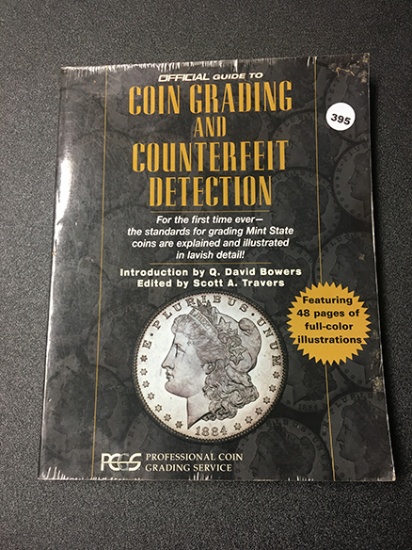 OFFICIAL GUIDE TO
COIN GRADING
AND
COUNTERFEIT
DETECTION
395
For the first time ever—
the standards for grading Mint State
coins are explained and illustrated
in lavish detail!
Introduction by Q. David Bowers
Edited by Scott A. Travers
Featuring
48 pages of
full-color
illustrations
E·PLURIBUS·UNUM
1884
PCGS PROFESSIONAL COIN
GRADING SERVICE